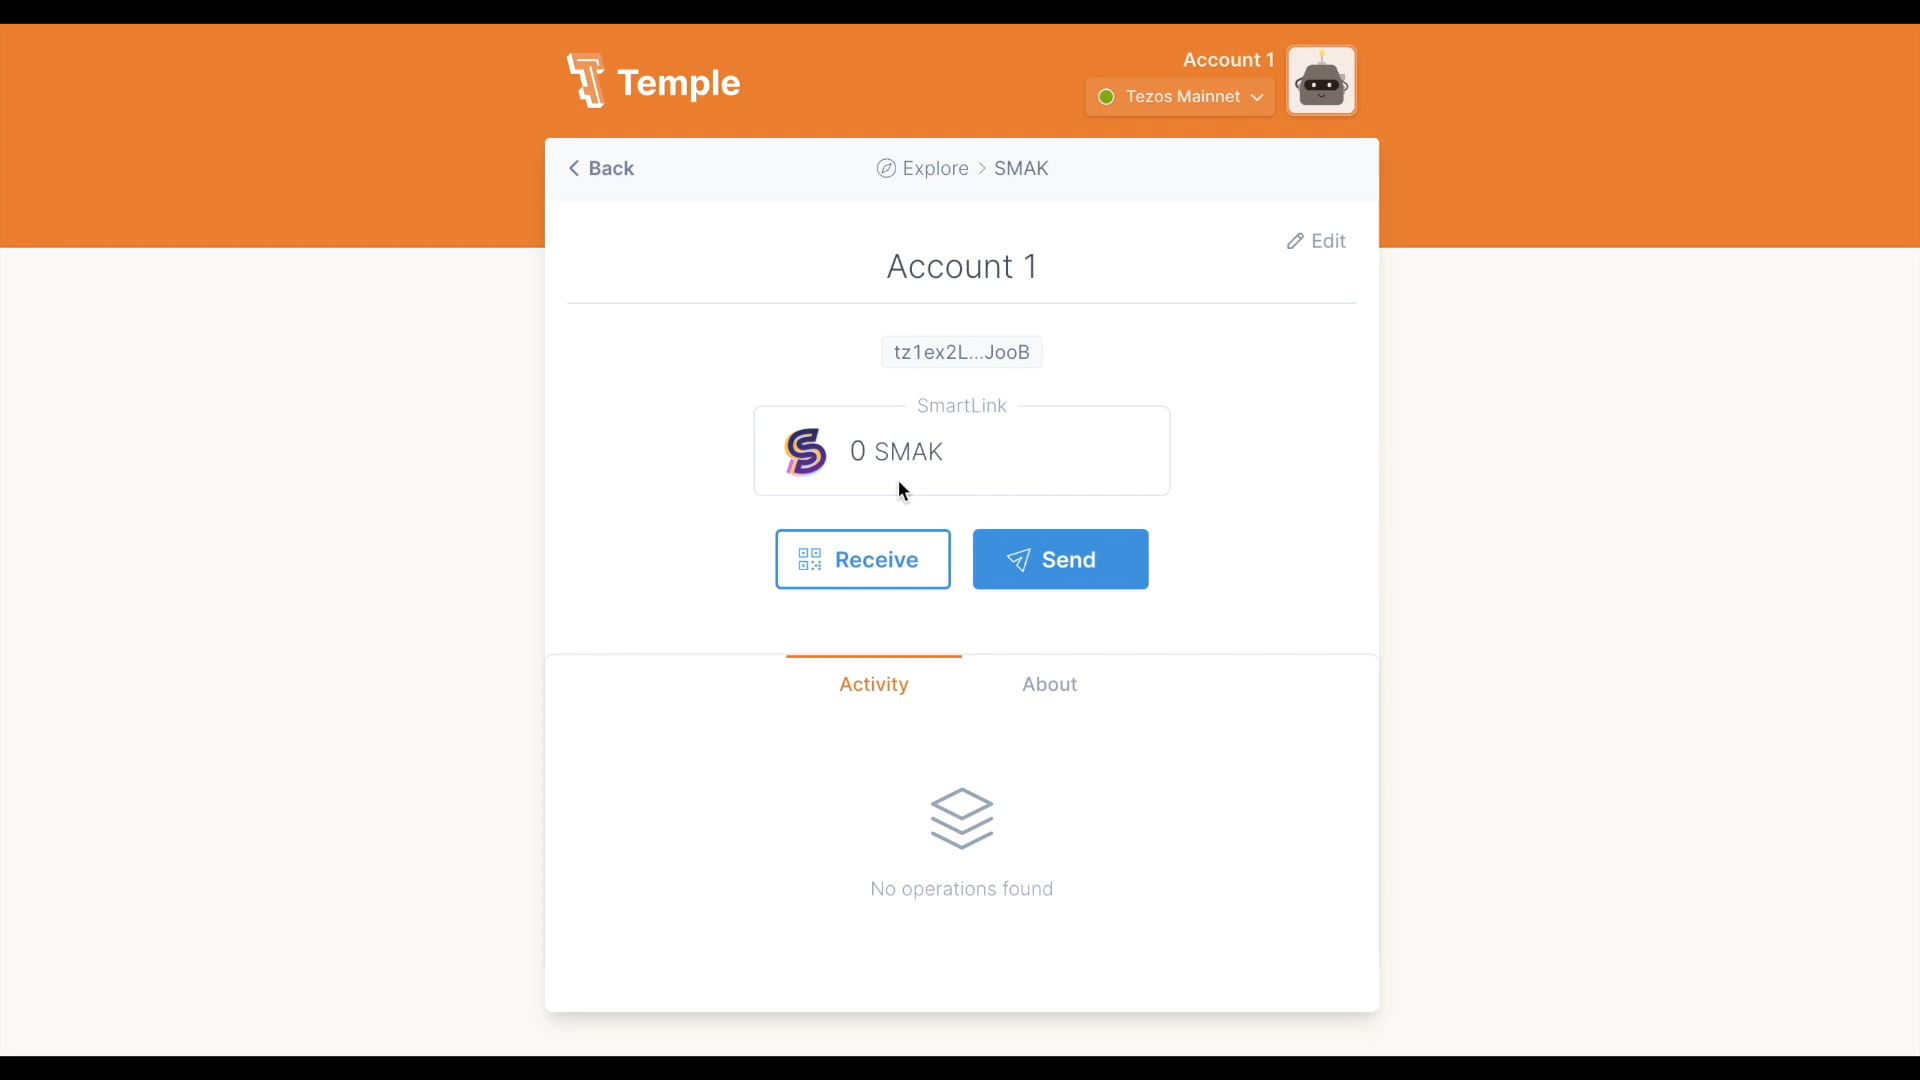 Temple
Account 1
Tezos Mainnet
Back
Explore > SMAK
Edit
Account 1
tz1ex2L...JooB
SmartLink
0 SMAK
Receive
Send
Activity
About
No operations found